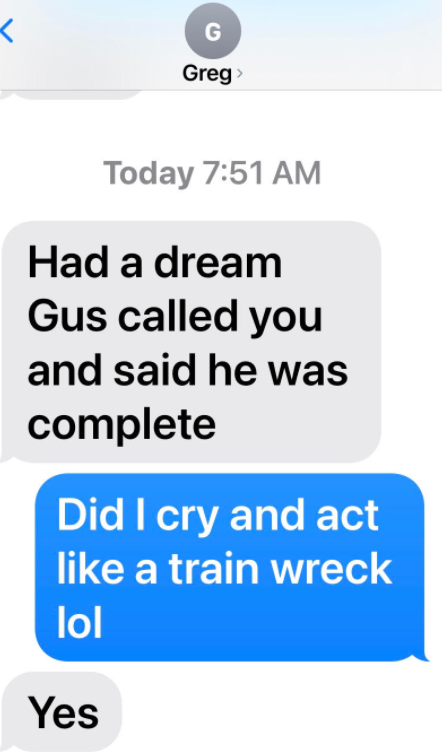 G
Greg
Today 7:51 AM
Had a dream
Gus called you
and said he was
complete
Did I cry and act
like a train wreck
lol
Yes